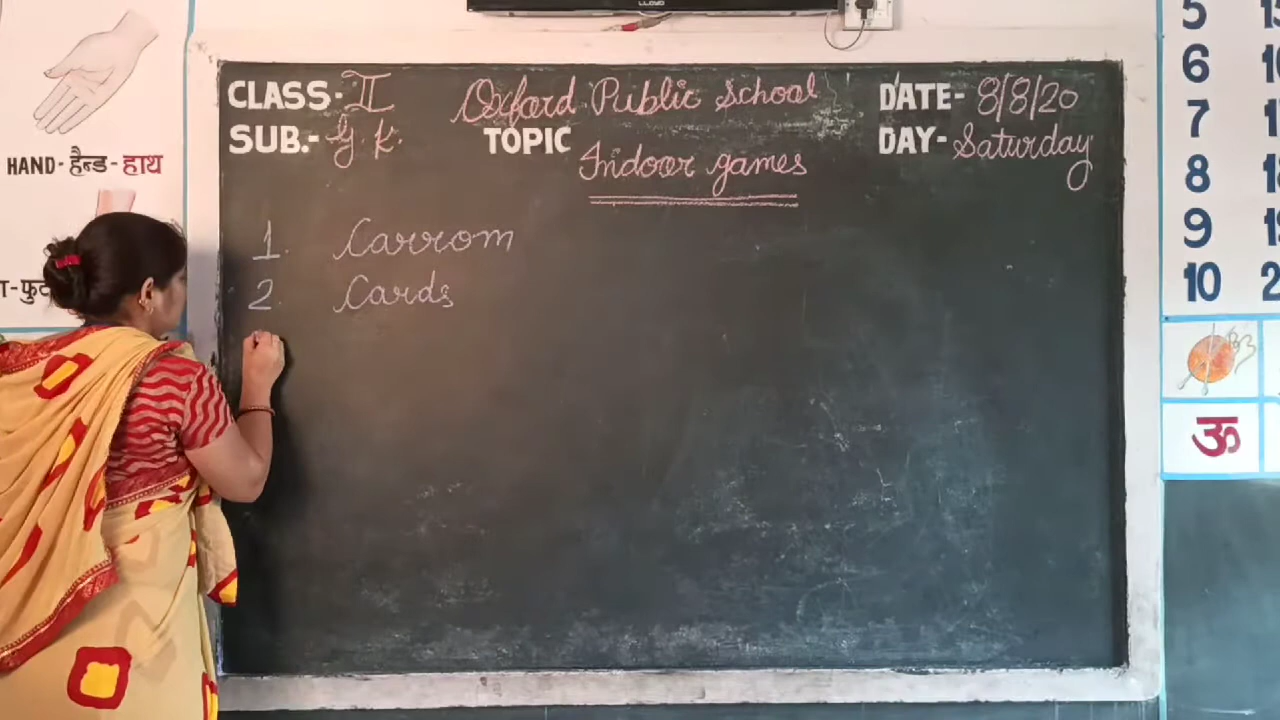 LLOYD
CLASS- II Oxford Public School DATE- 8/8/20
SUB.- G.K. TOPIC Indoor games DAY- Saturday
1. Carrom
2. Cards
HAND - हैन्ड - हाथ
5
6
7
8
9
10
ऊ